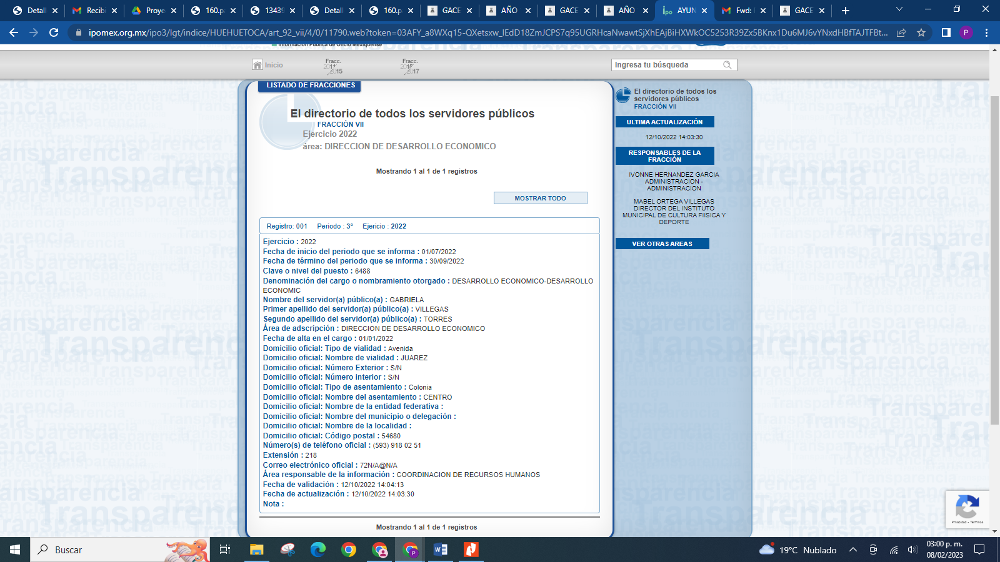 Detall
Recibi
Proye
160.p
13439
Detall
160.p
GACE
AÑO
GACE
AÑO
AYUN
Fwd:
GACE
ipomex.org.mx/ipo3/lgt/indice/HUEHUETOCA/art_92_vii/4/0/11790.web?token=03AFY_a8WXq15-QXetsxw_lEdD18ZmJCPS7q95UGRHcaNwawtSjXhEAjBiHXWkOC5253R39Zx5BKnx1Du6MJ6vYNxdHBfTAJTFBt...
Información Pública de Oficio Mexiquense
Inicio
Fracc.
Fracc.
Ingresa tu búsqueda
LISTADO DE FRACCIONES
El directorio de todos los servidores públicos
FRACCIÓN VII
Ejercicio 2022
área: DIRECCION DE DESARROLLO ECONOMICO
Mostrando 1 al 1 de 1 registros
MOSTRAR TODO
Registro: 001 Periodo : 3º Ejericio : 2022
Ejercicio : 2022
Fecha de inicio del periodo que se informa : 01/07/2022
Fecha de término del periodo que se informa : 30/09/2022
Clave o nivel del puesto : 6488
Denominación del cargo o nombramiento otorgado : DESARROLLO ECONOMICO-DESARROLLO
ECONOMIC
Nombre del servidor(a) público(a) : GABRIELA
Primer apellido del servidor(a) público(a) : VILLEGAS
Segundo apellido del servidor(a) público(a) : TORRES
Área de adscripción : DIRECCION DE DESARROLLO ECONOMICO
Fecha de alta en el cargo : 01/01/2022
Domicilio oficial: Tipo de vialidad : Avenida
Domicilio oficial: Nombre de vialidad : JUAREZ
Domicilio oficial: Número Exterior : S/N
Domicilio oficial: Número interior : S/N
Domicilio oficial: Tipo de asentamiento : Colonia
Domicilio oficial: Nombre del asentamiento : CENTRO
Domicilio oficial: Nombre de la entidad federativa :
Domicilio oficial: Nombre del municipio o delegación :
Domicilio oficial: Nombre de la localidad :
Domicilio oficial: Código postal : 54680
Número(s) de teléfono oficial : (593) 918 02 51
Extensión : 218
Correo electrónico oficial : 72N/A@N/A
Área responsable de la información : COORDINACION DE RECURSOS HUMANOS
Fecha de validación : 12/10/2022 14:04:13
Fecha de actualización : 12/10/2022 14:03:30
Nota :
Mostrando 1 al 1 de 1 registros
El directorio de todos los
servidores públicos
FRACCIÓN VII
ULTIMA ACTUALIZACIÓN
12/10/2022 14:03:30
RESPONSABLES DE LA
FRACCIÓN
IVONNE HERNANDEZ GARCIA
ADMINISTRACION -
ADMINISTRACION
MABEL ORTEGA VILLEGAS
DIRECTOR DEL INSTITUTO
MUNICIPAL DE CULTURA FIISICA Y
DEPORTE
VER OTRAS AREAS
Privacidad - Términos
Buscar
19°C Nublado
03:00 p. m.
08/02/2023